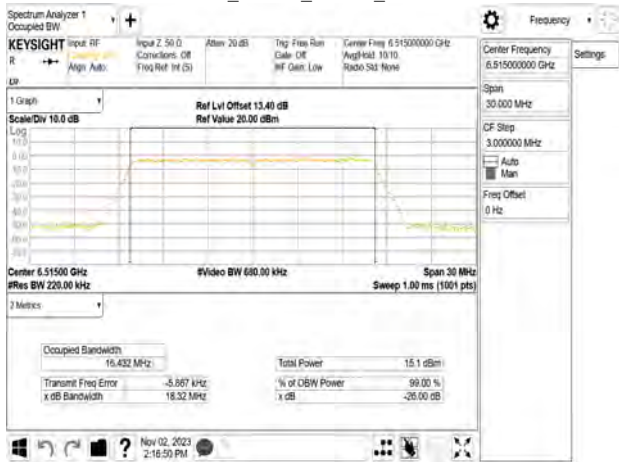 Spectrum Analyzer 1
Occupied BW
Frequency
KEYSIGHT
Input: RF
Input Z: 50 Ω
Atten: 20 dB
Trig: Free Run
Center Freq: 6.515000000 GHz
R
Corrections: Off
Gate: Off
Avg|Hold: 10/10
Align: Auto
Freq Ref: Int (S)
#IF Gain: Low
Radio Std: None
Center Frequency
6.515000000 GHz
Settings
Span
30.000 MHz
CF Step
3.000000 MHz
Auto
Man
Freq Offset
0 Hz
1 Graph
Ref Lvl Offset 13.40 dB
Scale/Div 10.0 dB
Ref Value 20.00 dBm
Log
10.0
0.00
Center 6.51500 GHz
#Video BW 680.00 kHz
Span 30 MHz
#Res BW 220.00 kHz
Sweep 1.00 ms (1001 pts)
2 Metrics
Occupied Bandwidth
16.432 MHz
Total Power
15.1 dBm
Transmit Freq Error
-5.867 kHz
% of OBW Power
99.00 %
x dB Bandwidth
18.32 MHz
x dB
-26.00 dB
?
Nov 02, 2023
2:16:50 PM